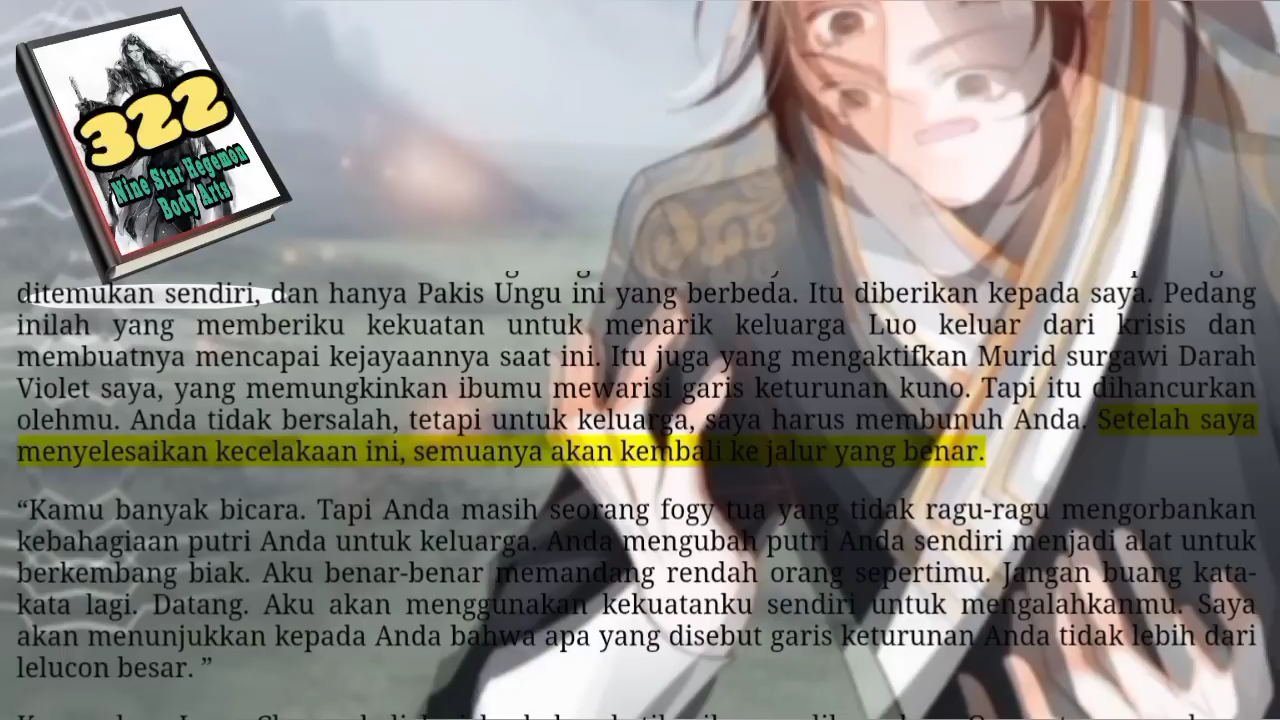 322
Nine Star Hegemon
Body Arts
ditemukan sendiri, dan hanya Pakis Ungu ini yang berbeda. Itu diberikan kepada saya. Pedang
inilah yang memberiku kekuatan untuk menarik keluarga Luo keluar dari krisis dan
membuatnya mencapai kejayaannya saat ini. Itu juga yang mengaktifkan Murid surgawi Darah
Violet saya, yang memungkinkan ibumu mewarisi garis keturunan kuno. Tapi itu dihancurkan
olehmu. Anda tidak bersalah, tetapi untuk keluarga, saya harus membunuh Anda. Setelah saya
menyelesaikan kecelakaan ini, semuanya akan kembali ke jalur yang benar.
“Kamu banyak bicara. Tapi Anda masih seorang fogy tua yang tidak ragu-ragu mengorbankan
kebahagiaan putri Anda untuk keluarga. Anda mengubah putri Anda sendiri menjadi alat untuk
berkembang biak. Aku benar-benar memandang rendah orang sepertimu. Jangan buang kata-
kata lagi. Datang. Aku akan menggunakan kekuatanku sendiri untuk mengalahkanmu. Saya
akan menunjukkan kepada Anda bahwa apa yang disebut garis keturunan Anda tidak lebih dari
lelucon besar. ”